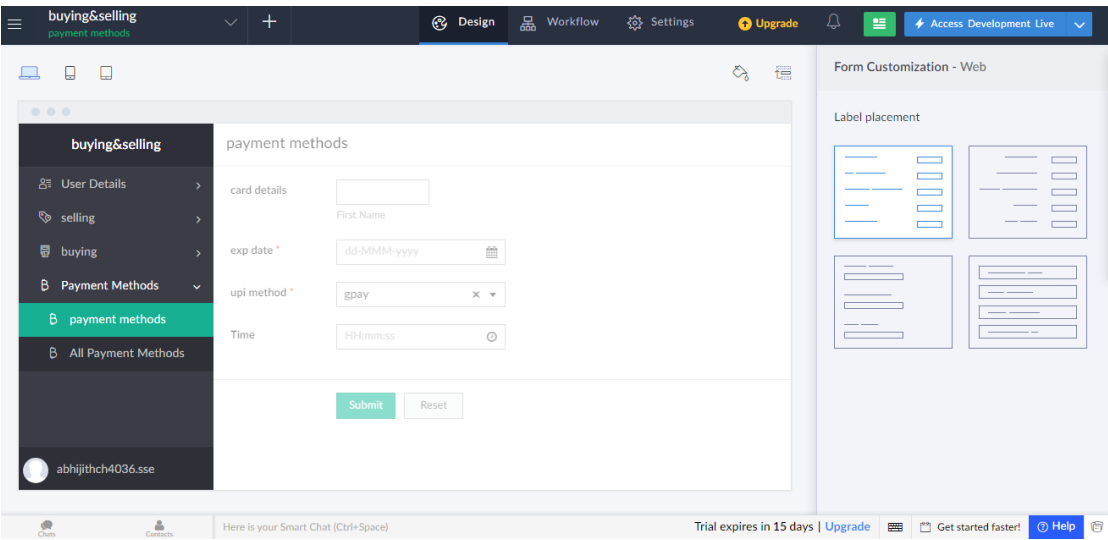 buying&selling
payment methods
Design
Workflow
Settings
Upgrade
Access Development Live
Form Customization - Web
Label placement
buying&selling
User Details
selling
buying
Payment Methods
payment methods
All Payment Methods
abhijithch4036.sse
payment methods
card details
First Name
exp date *
dd-MMM-yyyy
upi method *
gpay
Time
HH:mm:ss
Submit
Reset
Chats
Contacts
Here is your Smart Chat (Ctrl+Space)
Trial expires in 15 days | Upgrade
Get started faster!
Help